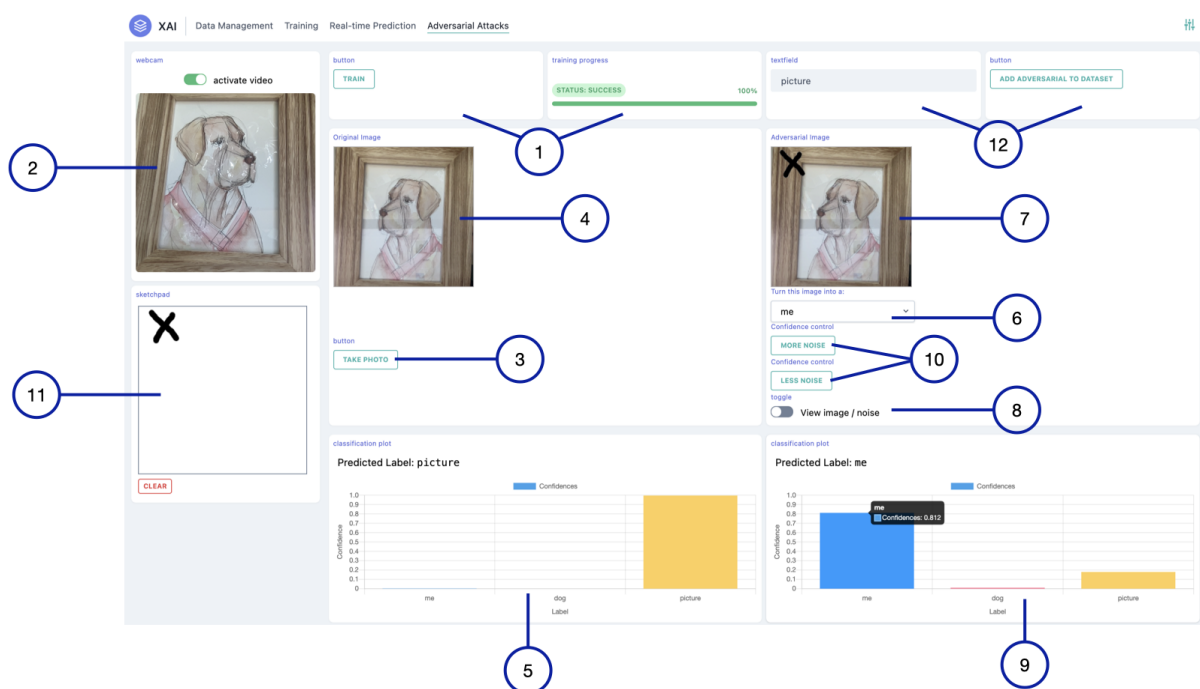 XAI Data Management Training Real-time Prediction Adversarial Attacks
webcam
activate video
2
button
TRAIN
training progress
STATUS: SUCCESS 100%
1
textfield
picture
button
ADD ADVERSARIAL TO DATASET
12
Original Image
4
button
TAKE PHOTO
3
Adversarial Image
X
7
Turn this image into a:
me
6
Confidence control
MORE NOISE
10
Confidence control
LESS NOISE
toggle
View image / noise
8
sketchpad
X
11
CLEAR
classification plot
Predicted Label: picture
Confidences
1.0
0.9
0.8
0.7
0.6
0.5
0.4
0.3
0.2
0.1
0
Confidence
me dog picture
Label
5
classification plot
Predicted Label: me
Confidences
1.0
0.9
0.8
0.7
0.6
0.5
0.4
0.3
0.2
0.1
0
Confidence
me
Confidences: 0.812
me dog picture
Label
9